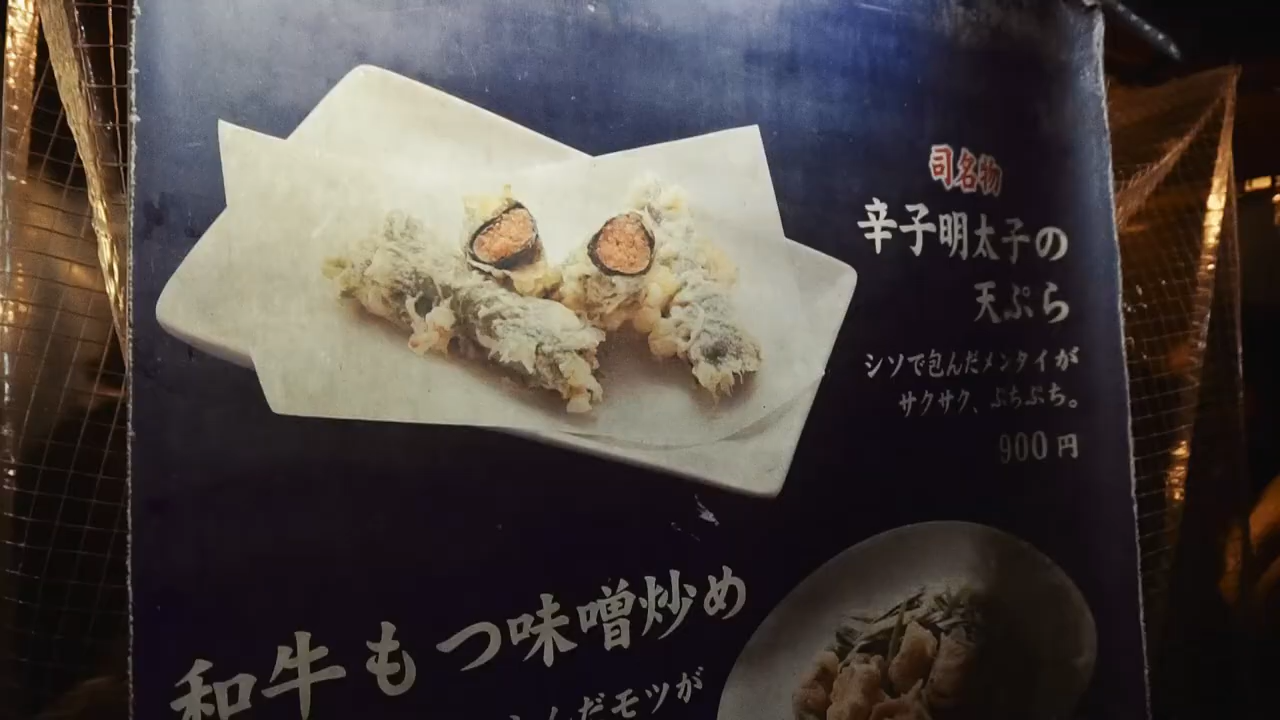 司名物
辛子明太子の
天ぷら
シソで包んだメンタイが
サクサク、ぷちぷち。
900円
和牛もつ味噌炒め
んだモツが